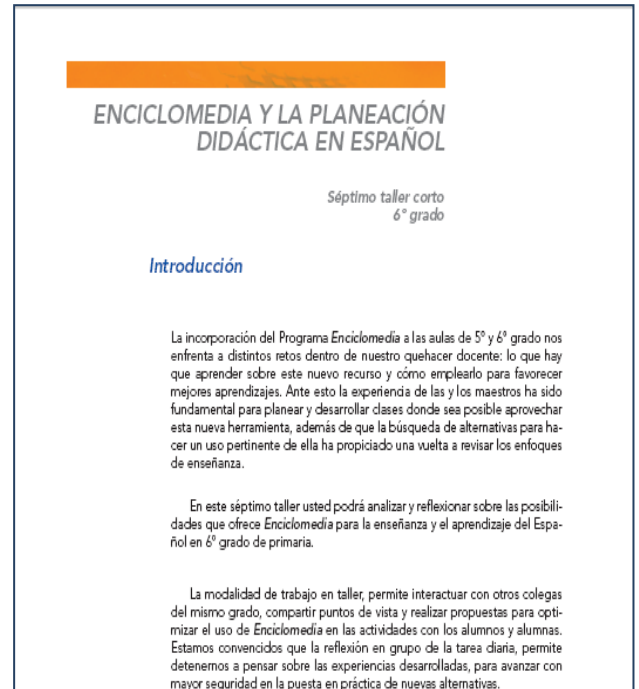 ENCICLOMEDIA Y LA PLANEACIÓN
DIDÁCTICA EN ESPAÑOL
Séptimo taller corto
6° grado
Introducción
La incorporación del Programa Enciclomedia a las aulas de 5° y 6° grado nos
enfrenta a distintos retos dentro de nuestro quehacer docente: lo que hay
que aprender sobre este nuevo recurso y cómo emplearlo para favorecer
mejores aprendizajes. Ante esto la experiencia de las y los maestros ha sido
fundamental para planear y desarrollar clases donde sea posible aprovechar
esta nueva herramienta, además de que la búsqueda de alternativas para ha-
cer un uso pertinente de ella ha propiciado una vuelta a revisar los enfoques
de enseñanza.
En este séptimo taller usted podrá analizar y reflexionar sobre las posibili-
dades que ofrece Enciclomedia para la enseñanza y el aprendizaje del Espa-
ñol en 6° grado de primaria.
La modalidad de trabajo en taller, permite interactuar con otros colegas
del mismo grado, compartir puntos de vista y realizar propuestas para opti-
mizar el uso de Enciclomedia en las actividades con los alumnos y alumnas.
Estamos convencidos que la reflexión en grupo de la tarea diaria, permite
detenernos a pensar sobre las experiencias desarrolladas, para avanzar con
mayor seguridad en la puesta en práctica de nuevas alternativas.